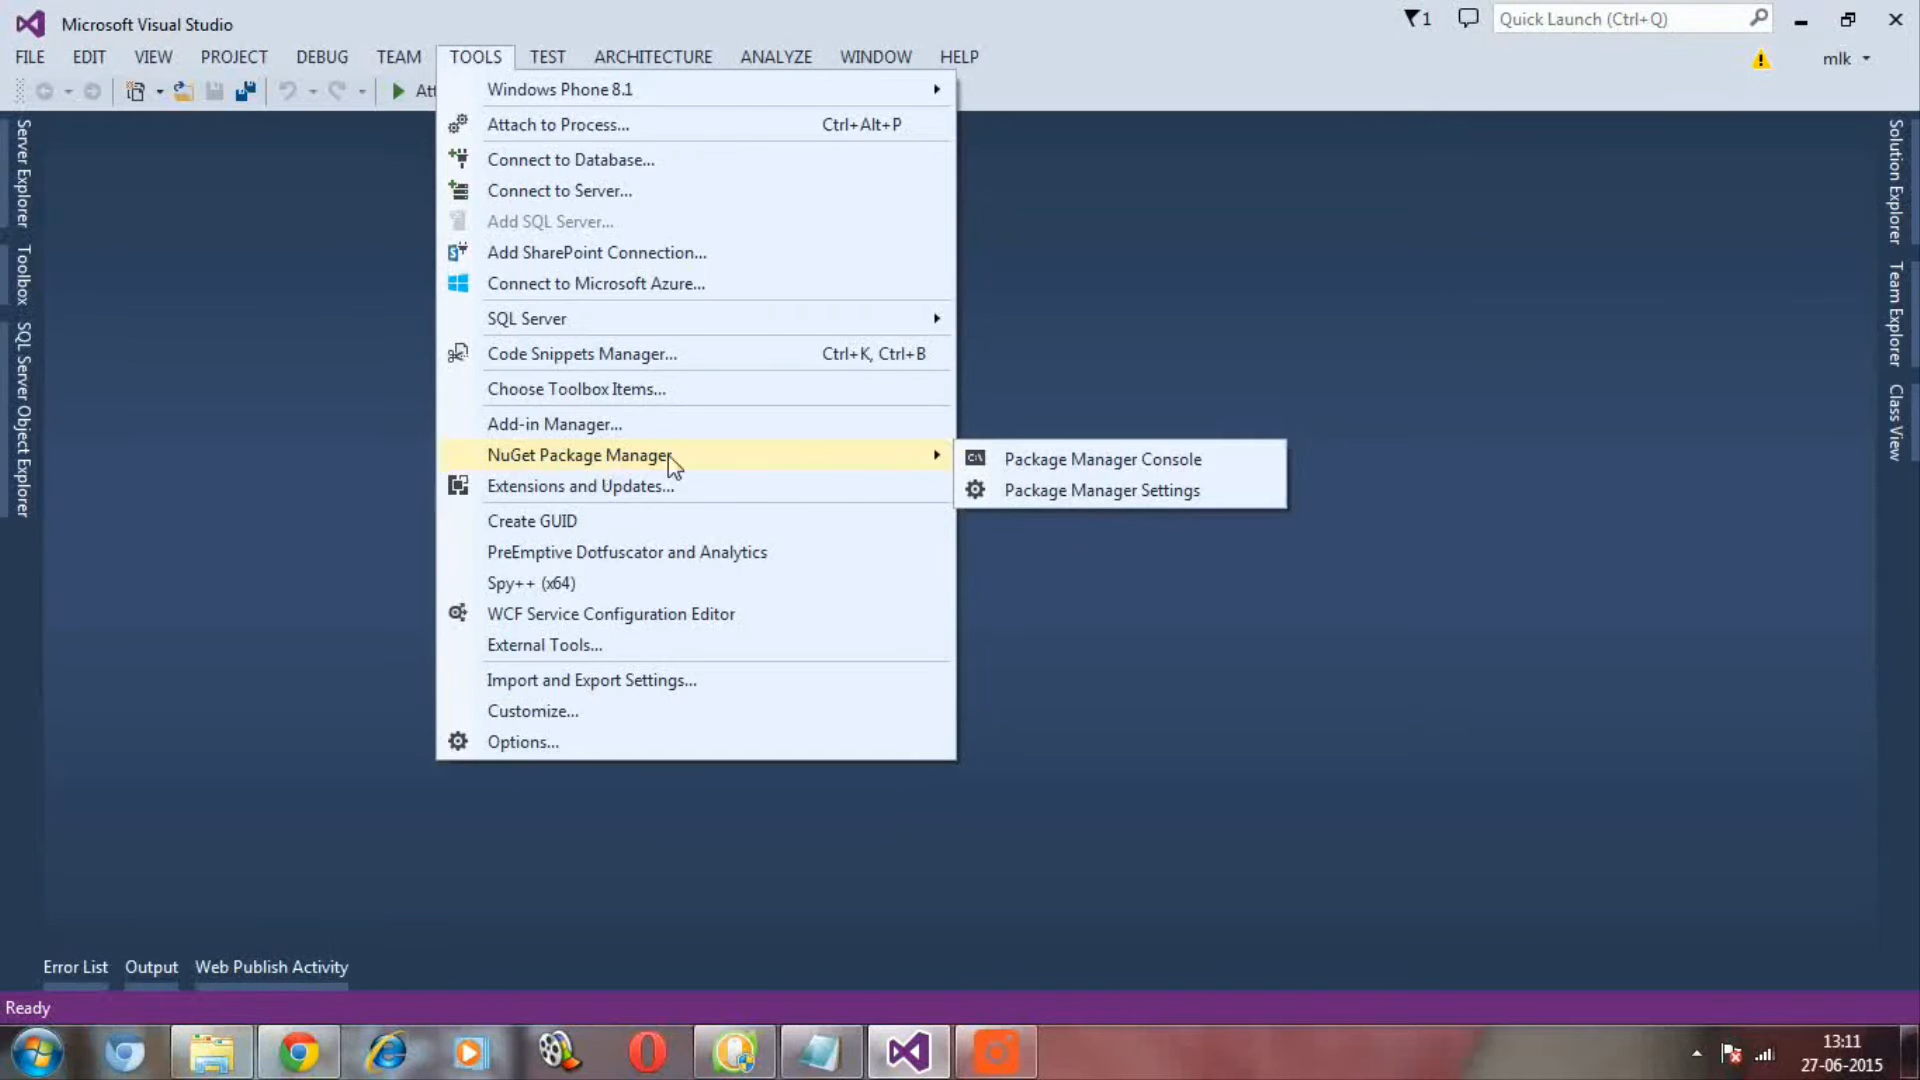 Microsoft Visual Studio
1
Quick Launch (Ctrl+Q)
FILE EDIT VIEW PROJECT DEBUG TEAM TOOLS TEST ARCHITECTURE ANALYZE WINDOW HELP
mlk
Att
Windows Phone 8.1
Attach to Process... Ctrl+Alt+P
Connect to Database...
Connect to Server...
Add SQL Server...
Add SharePoint Connection...
Connect to Microsoft Azure...
SQL Server
Code Snippets Manager... Ctrl+K, Ctrl+B
Choose Toolbox Items...
Add-in Manager...
NuGet Package Manager
Extensions and Updates...
Create GUID
PreEmptive Dotfuscator and Analytics
Spy++ (x64)
WCF Service Configuration Editor
External Tools...
Import and Export Settings...
Customize...
Options...
Package Manager Console
Package Manager Settings
Server Explorer
Toolbox
SQL Server Object Explorer
Solution Explorer
Team Explorer
Class View
Error List Output Web Publish Activity
Ready
13:11
27-06-2015